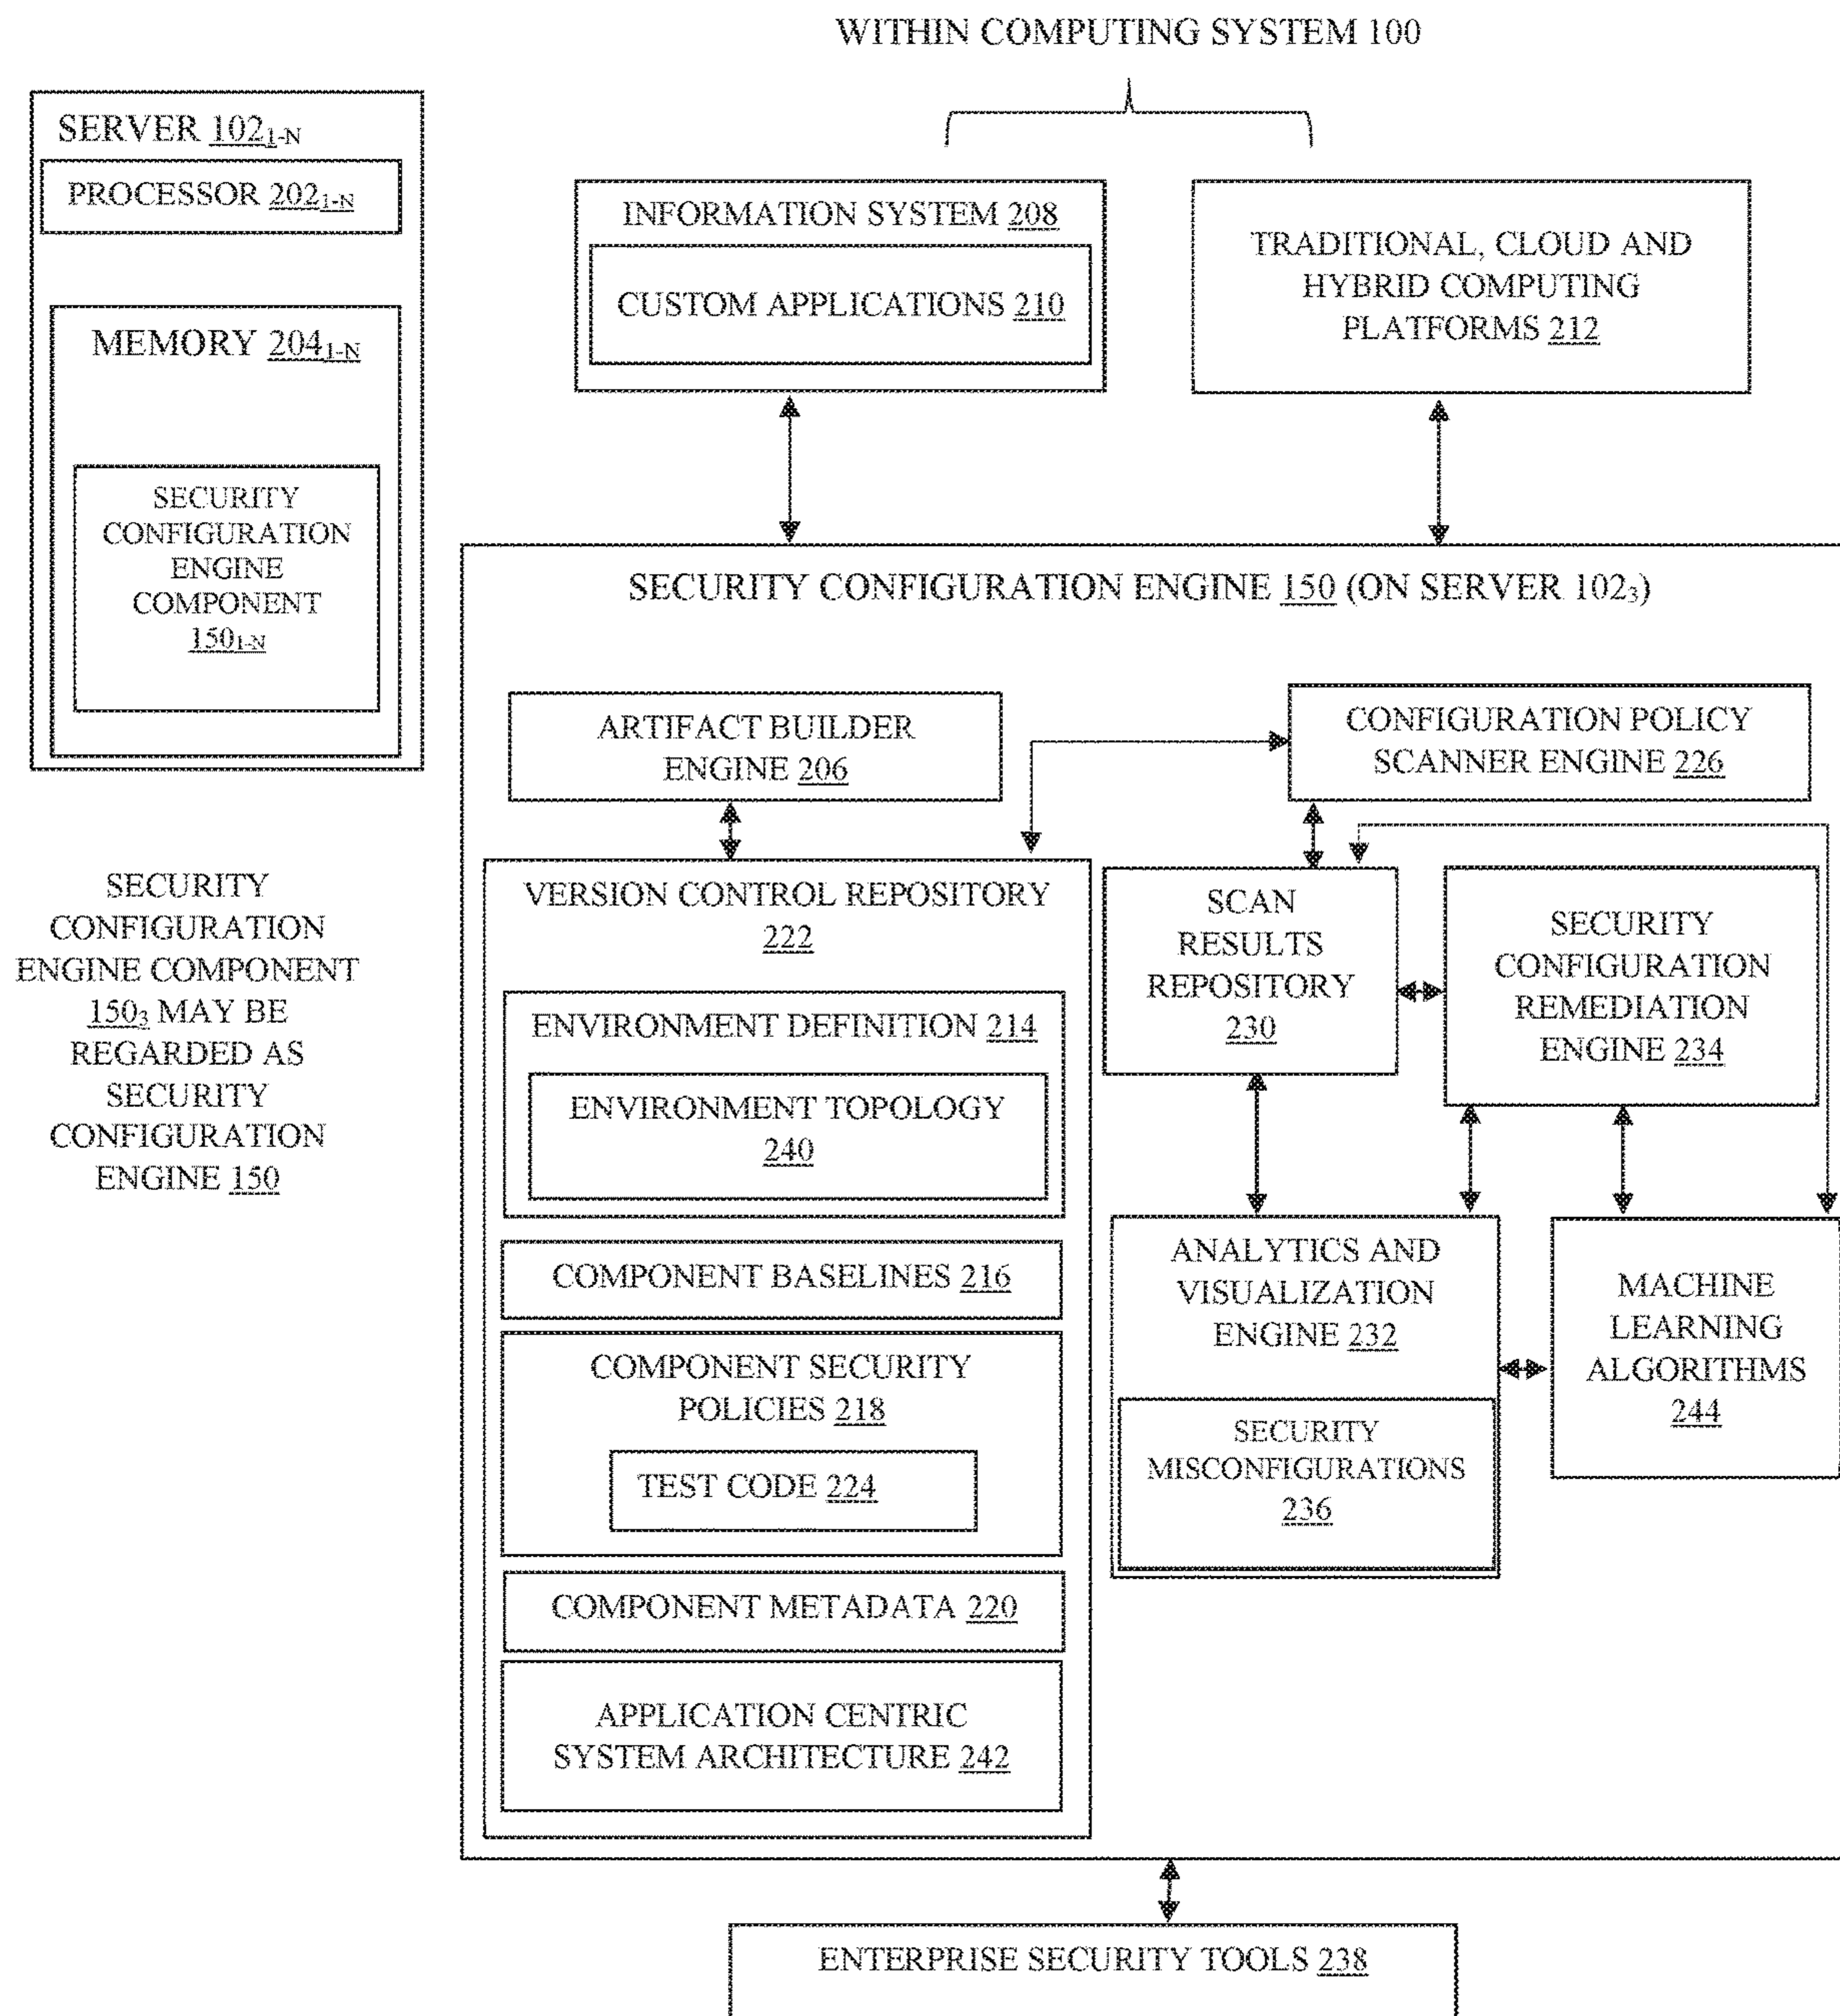 WITHIN COMPUTING SYSTEM 100
SERVER 102₁₋N
PROCESSOR 202₁₋N
MEMORY 204₁₋N
SECURITY
CONFIGURATION
ENGINE
COMPONENT
150₁₋N
SECURITY
CONFIGURATION
ENGINE COMPONENT
150₃ MAY BE
REGARDED AS
SECURITY
CONFIGURATION
ENGINE 150
INFORMATION SYSTEM 208
CUSTOM APPLICATIONS 210
TRADITIONAL, CLOUD AND
HYBRID COMPUTING
PLATFORMS 212
SECURITY CONFIGURATION ENGINE 150 (ON SERVER 102₃)
ARTIFACT BUILDER
ENGINE 206
CONFIGURATION POLICY
SCANNER ENGINE 226
VERSION CONTROL REPOSITORY
222
ENVIRONMENT DEFINITION 214
ENVIRONMENT TOPOLOGY
240
COMPONENT BASELINES 216
COMPONENT SECURITY
POLICIES 218
TEST CODE 224
COMPONENT METADATA 220
APPLICATION CENTRIC
SYSTEM ARCHITECTURE 242
SCAN
RESULTS
REPOSITORY
230
SECURITY
CONFIGURATION
REMEDIATION
ENGINE 234
ANALYTICS AND
VISUALIZATION
ENGINE 232
SECURITY
MISCONFIGURATIONS
236
MACHINE
LEARNING
ALGORITHMS
244
ENTERPRISE SECURITY TOOLS 238